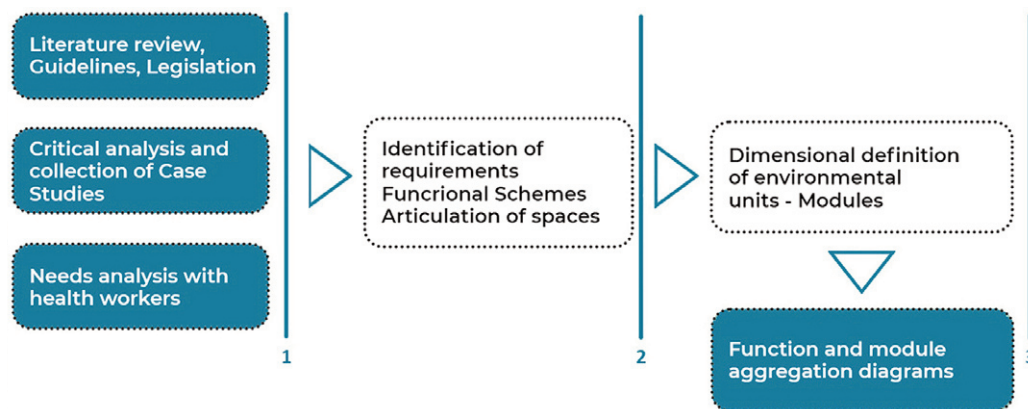 Literature review,
Guidelines, Legislation
Critical analysis and
collection of Case
Studies
Needs analysis with
health workers
1
Identification of
requirements
Funcrional Schemes
Articulation of spaces
2
Dimensional definition
of environmental
units - Modules
Function and module
aggregation diagrams